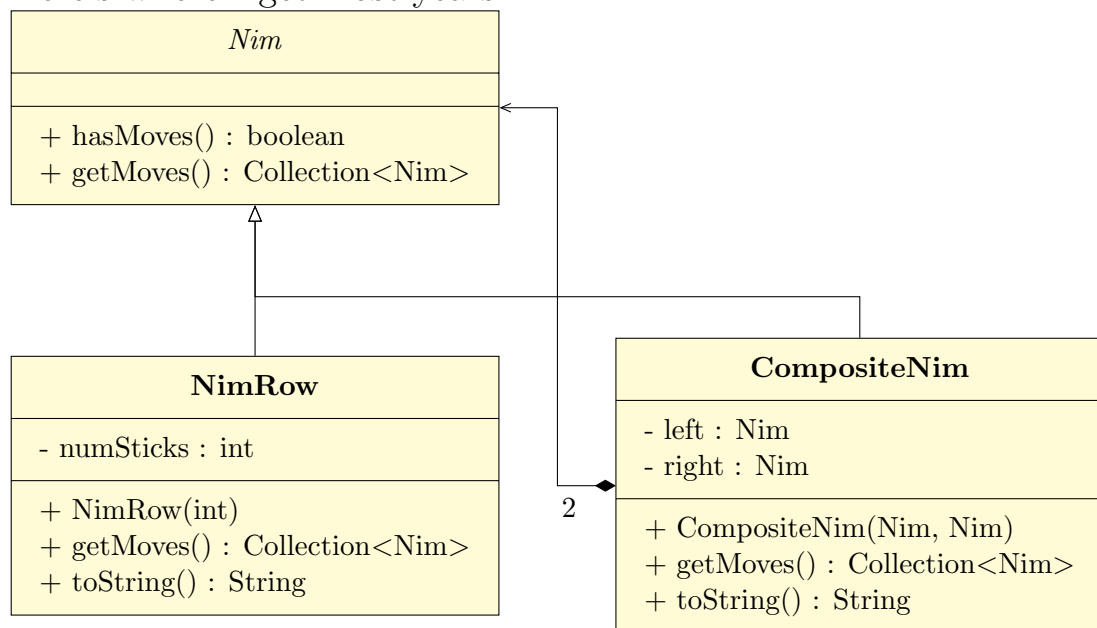 Nim
+ hasMoves() : boolean
+ getMoves() : Collection<Nim>
NimRow
- numSticks : int
+ NimRow(int)
+ getMoves() : Collection<Nim>
+ toString() : String
CompositeNim
- left : Nim
- right : Nim
+ CompositeNim(Nim, Nim)
+ getMoves() : Collection<Nim>
+ toString() : String
2